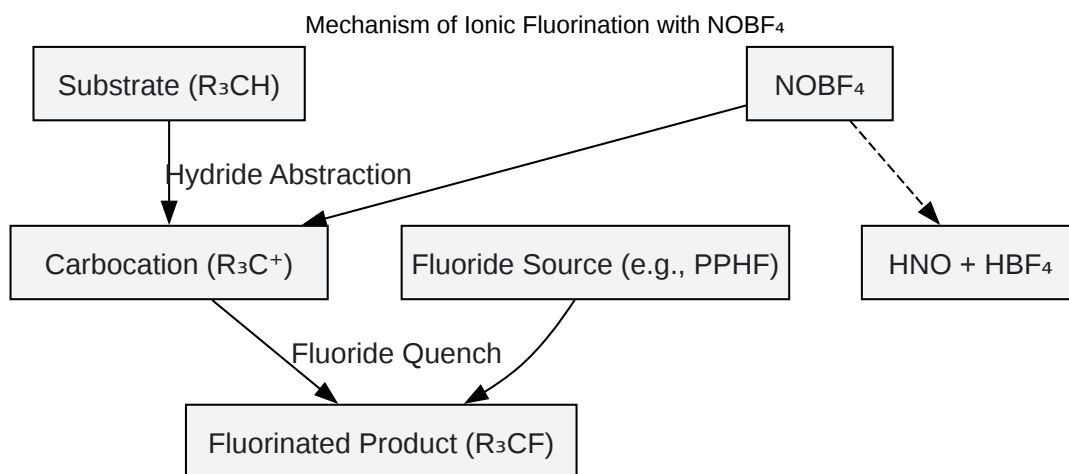 Mechanism of Ionic Fluorination with NOBF₄
Substrate (R₃CH)
NOBF₄
Hydride Abstraction
Carbocation (R₃C⁺)
Fluoride Source (e.g., PPHF)
HNO + HBF₄
Fluoride Quench
Fluorinated Product (R₃CF)